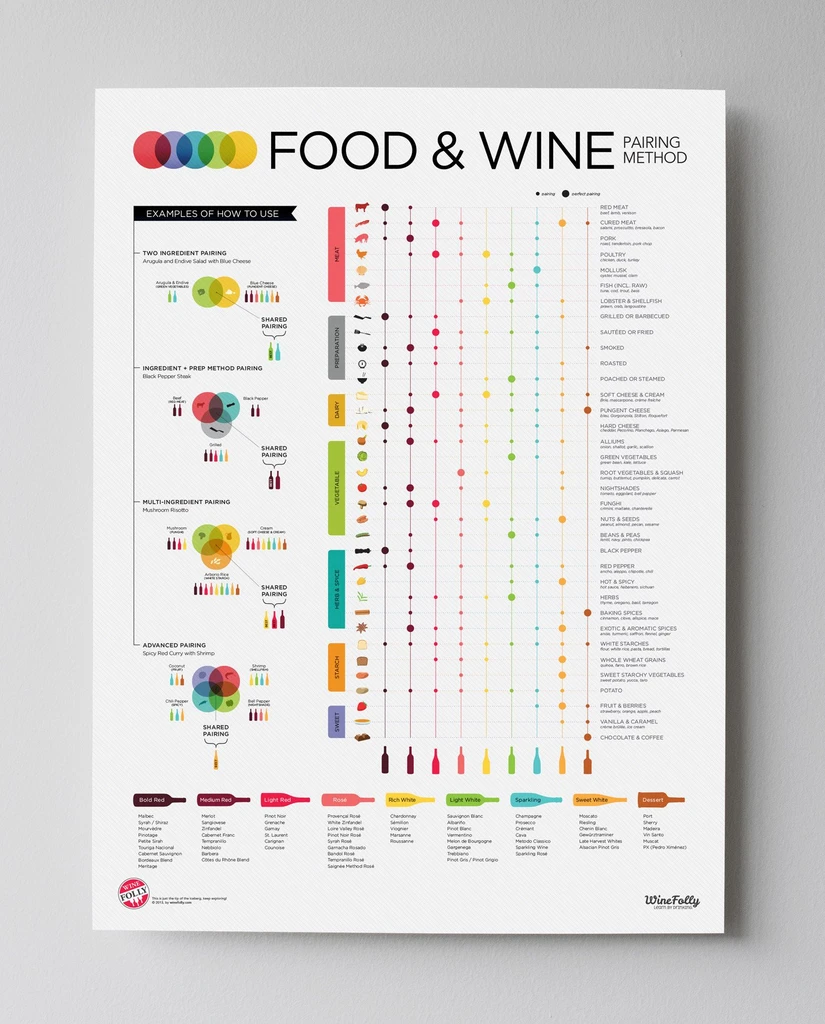 FOOD & WINE
PAIRING
METHOD
pairing
perfect pairing
EXAMPLES OF HOW TO USE
TWO INGREDIENT PAIRING
Arugula and Endive Salad with Blue Cheese
Arugula & Endive
(GREEN VEGETABLES)
Blue Cheese
(PUNGENT CHEESE)
SHARED
PAIRING
INGREDIENT + PREP METHOD PAIRING
Black Pepper Steak
Beef
(RED MEAT)
Black Pepper
Grilled
SHARED
PAIRING
MULTI-INGREDIENT PAIRING
Mushroom Risotto
Mushroom
(FUNGI)
Cream
(SOFT CHEESE & CREAM)
Arborio Rice
(WHITE STARCH)
SHARED
PAIRING
ADVANCED PAIRING
Spicy Red Curry with Shrimp
Coconut
(FRUIT)
Shrimp
(SHELLFISH)
Chili Pepper
(SPICY)
Bell Pepper
(NIGHTSHADE)
SHARED
PAIRING
MEAT
PREPARATION
DAIRY
VEGETABLE
HERB & SPICE
STARCH
SWEET
RED MEAT
beef, lamb, venison
CURED MEAT
salami, prosciutto, bresaola, bacon
PORK
roast, tenderloin, pork chop
POULTRY
chicken, duck, turkey
MOLLUSK
oyster, mussel, clam
FISH (INCL. RAW)
tuna, cod, trout, bass
LOBSTER & SHELLFISH
prawn, crab, langoustine
GRILLED OR BARBECUED
SAUTÉED OR FRIED
SMOKED
ROASTED
POACHED OR STEAMED
SOFT CHEESE & CREAM
Brie, mascarpone, crème fraîche
PUNGENT CHEESE
bleu, Gorgonzola, Stilton, Roquefort
HARD CHEESE
cheddar, Pecorino, Manchego, Asiago, Parmesan
ALLIUMS
onion, shallot, garlic, scallion
GREEN VEGETABLES
green bean, kale, lettuce
ROOT VEGETABLES & SQUASH
turnip, butternut, pumpkin, delicata, carrot
NIGHTSHADES
tomato, eggplant, bell pepper
FUNGHI
crimini, maitake, chanterelle
NUTS & SEEDS
peanut, almond, pecan, sesame
BEANS & PEAS
lentil, navy, pinto, chickpea
BLACK PEPPER
RED PEPPER
ancho, aleppo, chipotle, chili
HOT & SPICY
hot sauce, habanero, sichuan
HERBS
thyme, oregano, basil, tarragon
BAKING SPICES
cinnamon, clove, allspice, mace
EXOTIC & AROMATIC SPICES
anise, turmeric, saffron, fennel, ginger
WHITE STARCHES
flour, white rice, pasta, bread, tortillas
WHOLE WHEAT GRAINS
quinoa, farro, brown rice
SWEET STARCHY VEGETABLES
sweet potato, yucca, taro
POTATO
FRUIT & BERRIES
strawberry, orange, apple, peach
VANILLA & CARAMEL
crème brûlée, ice cream
CHOCOLATE & COFFEE
Bold Red
Malbec
Syrah / Shiraz
Mourvèdre
Pinotage
Petite Sirah
Touriga Nacional
Cabernet Sauvignon
Bordeaux Blend
Meritage
Medium Red
Merlot
Sangiovese
Zinfandel
Cabernet Franc
Tempranillo
Nebbiolo
Barbera
Côtes du Rhône Blend
Light Red
Pinot Noir
Grenache
Gamay
St. Laurent
Carignan
Counoise
Rosé
Provençal Rosé
White Zinfandel
Loire Valley Rosé
Pinot Noir Rosé
Syrah Rosé
Garnacha Rosado
Bandol Rosé
Tempranillo Rosé
Saignée Method Rosé
Rich White
Chardonnay
Sémillon
Viognier
Marsanne
Roussanne
Light White
Sauvignon Blanc
Albariño
Pinot Blanc
Vermentino
Melon de Bourgogne
Garganega
Trebbiano
Pinot Gris / Pinot Grigio
Sparkling
Champagne
Prosecco
Crémant
Cava
Metodo Classico
Sparkling Wine
Sparkling Rosé
Sweet White
Moscato
Riesling
Chenin Blanc
Gewürztraminer
Late Harvest Whites
Alsacian Pinot Gris
Dessert
Port
Sherry
Madeira
Vin Santo
Muscat
PX (Pedro Ximénez)
WINE
FOLLY
This is just the tip of the iceberg, keep exploring!
© 2013, by winefolly.com
WineFolly
LEARN BY DRINKING